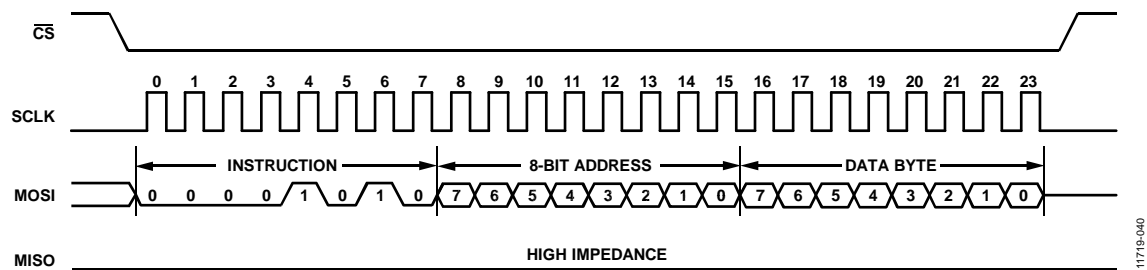 CS
0 1 2 3 4 5 6 7 8 9 10 11 12 13 14 15 16 17 18 19 20 21 22 23
SCLK
INSTRUCTION 8-BIT ADDRESS DATA BYTE
MOSI 0 0 0 0 1 0 1 0 7 6 5 4 3 2 1 0 7 6 5 4 3 2 1 0
MISO HIGH IMPEDANCE
11719-040